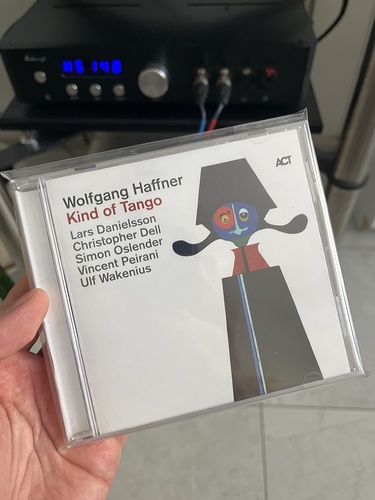 ACT
Wolfgang Haffner
Kind of Tango
Lars Danielsson
Christopher Dell
Simon Oslender
Vincent Peirani
Ulf Wakenius